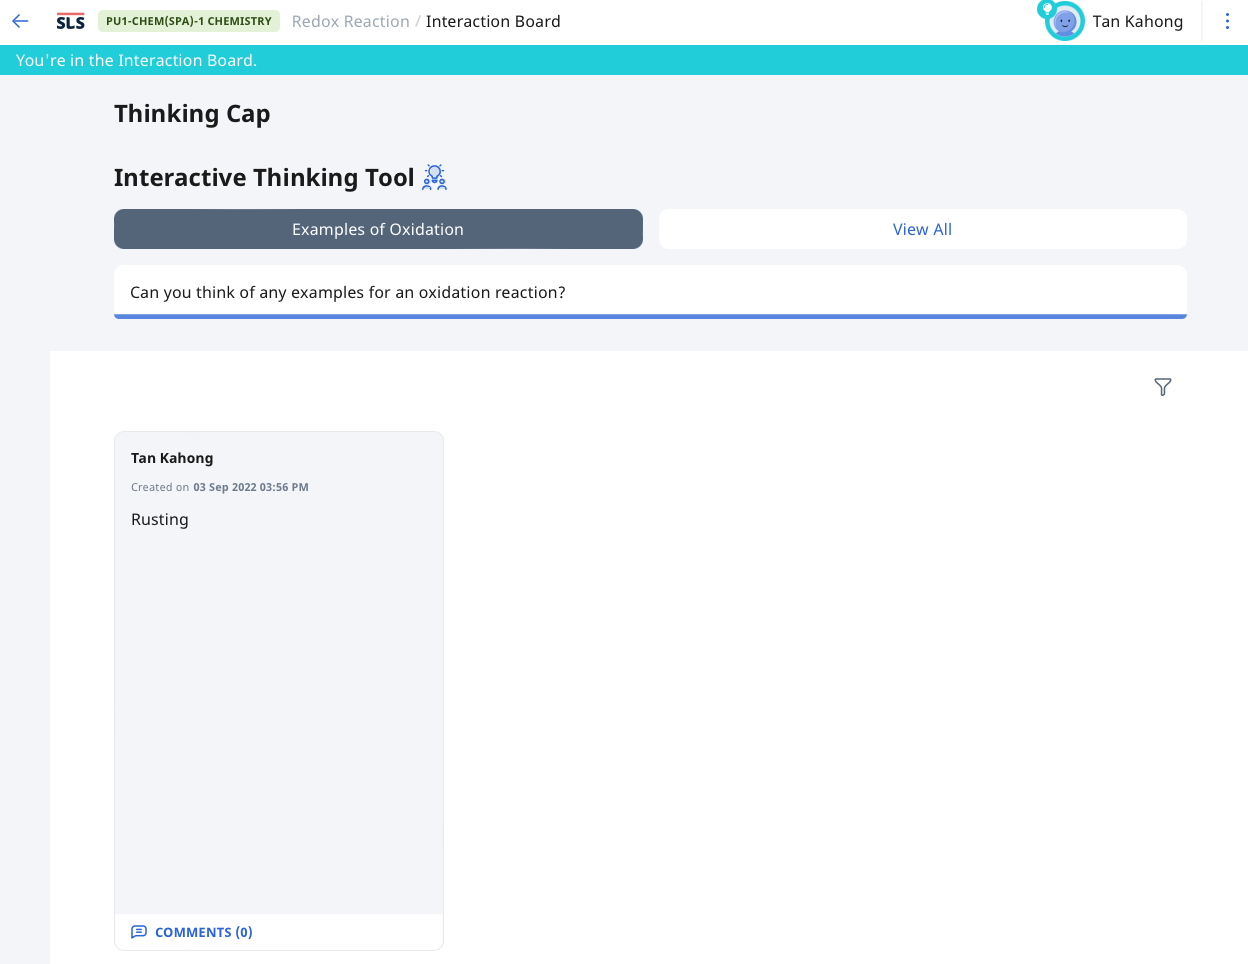 SLS PU1-CHEM(SPA)-1 CHEMISTRY Redox Reaction / Interaction Board Tan Kahong
You're in the Interaction Board.
Thinking Cap
Interactive Thinking Tool
Examples of Oxidation View All
Can you think of any examples for an oxidation reaction?
Tan Kahong
Created on 03 Sep 2022 03:56 PM
Rusting
COMMENTS (0)